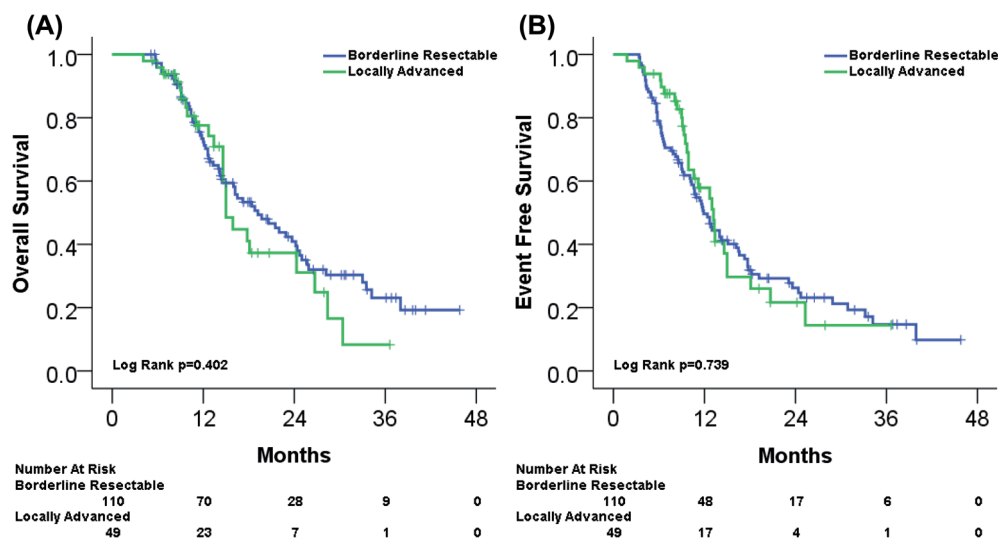 (A)
Overall Survival
1.0
0.8
0.6
0.4
0.2
0.0
Borderline Resectable
Locally Advanced
Log Rank p=0.402
0 12 24 36 48
Months
Number At Risk
Borderline Resectable
110 70 28 9 0
Locally Advanced
49 23 7 1 0
(B)
Event Free Survival
1.0
0.8
0.6
0.4
0.2
0.0
Borderline Resectable
Locally Advanced
Log Rank p=0.739
0 12 24 36 48
Months
Number At Risk
Borderline Resectable
110 48 17 6 0
Locally Advanced
49 17 4 1 0